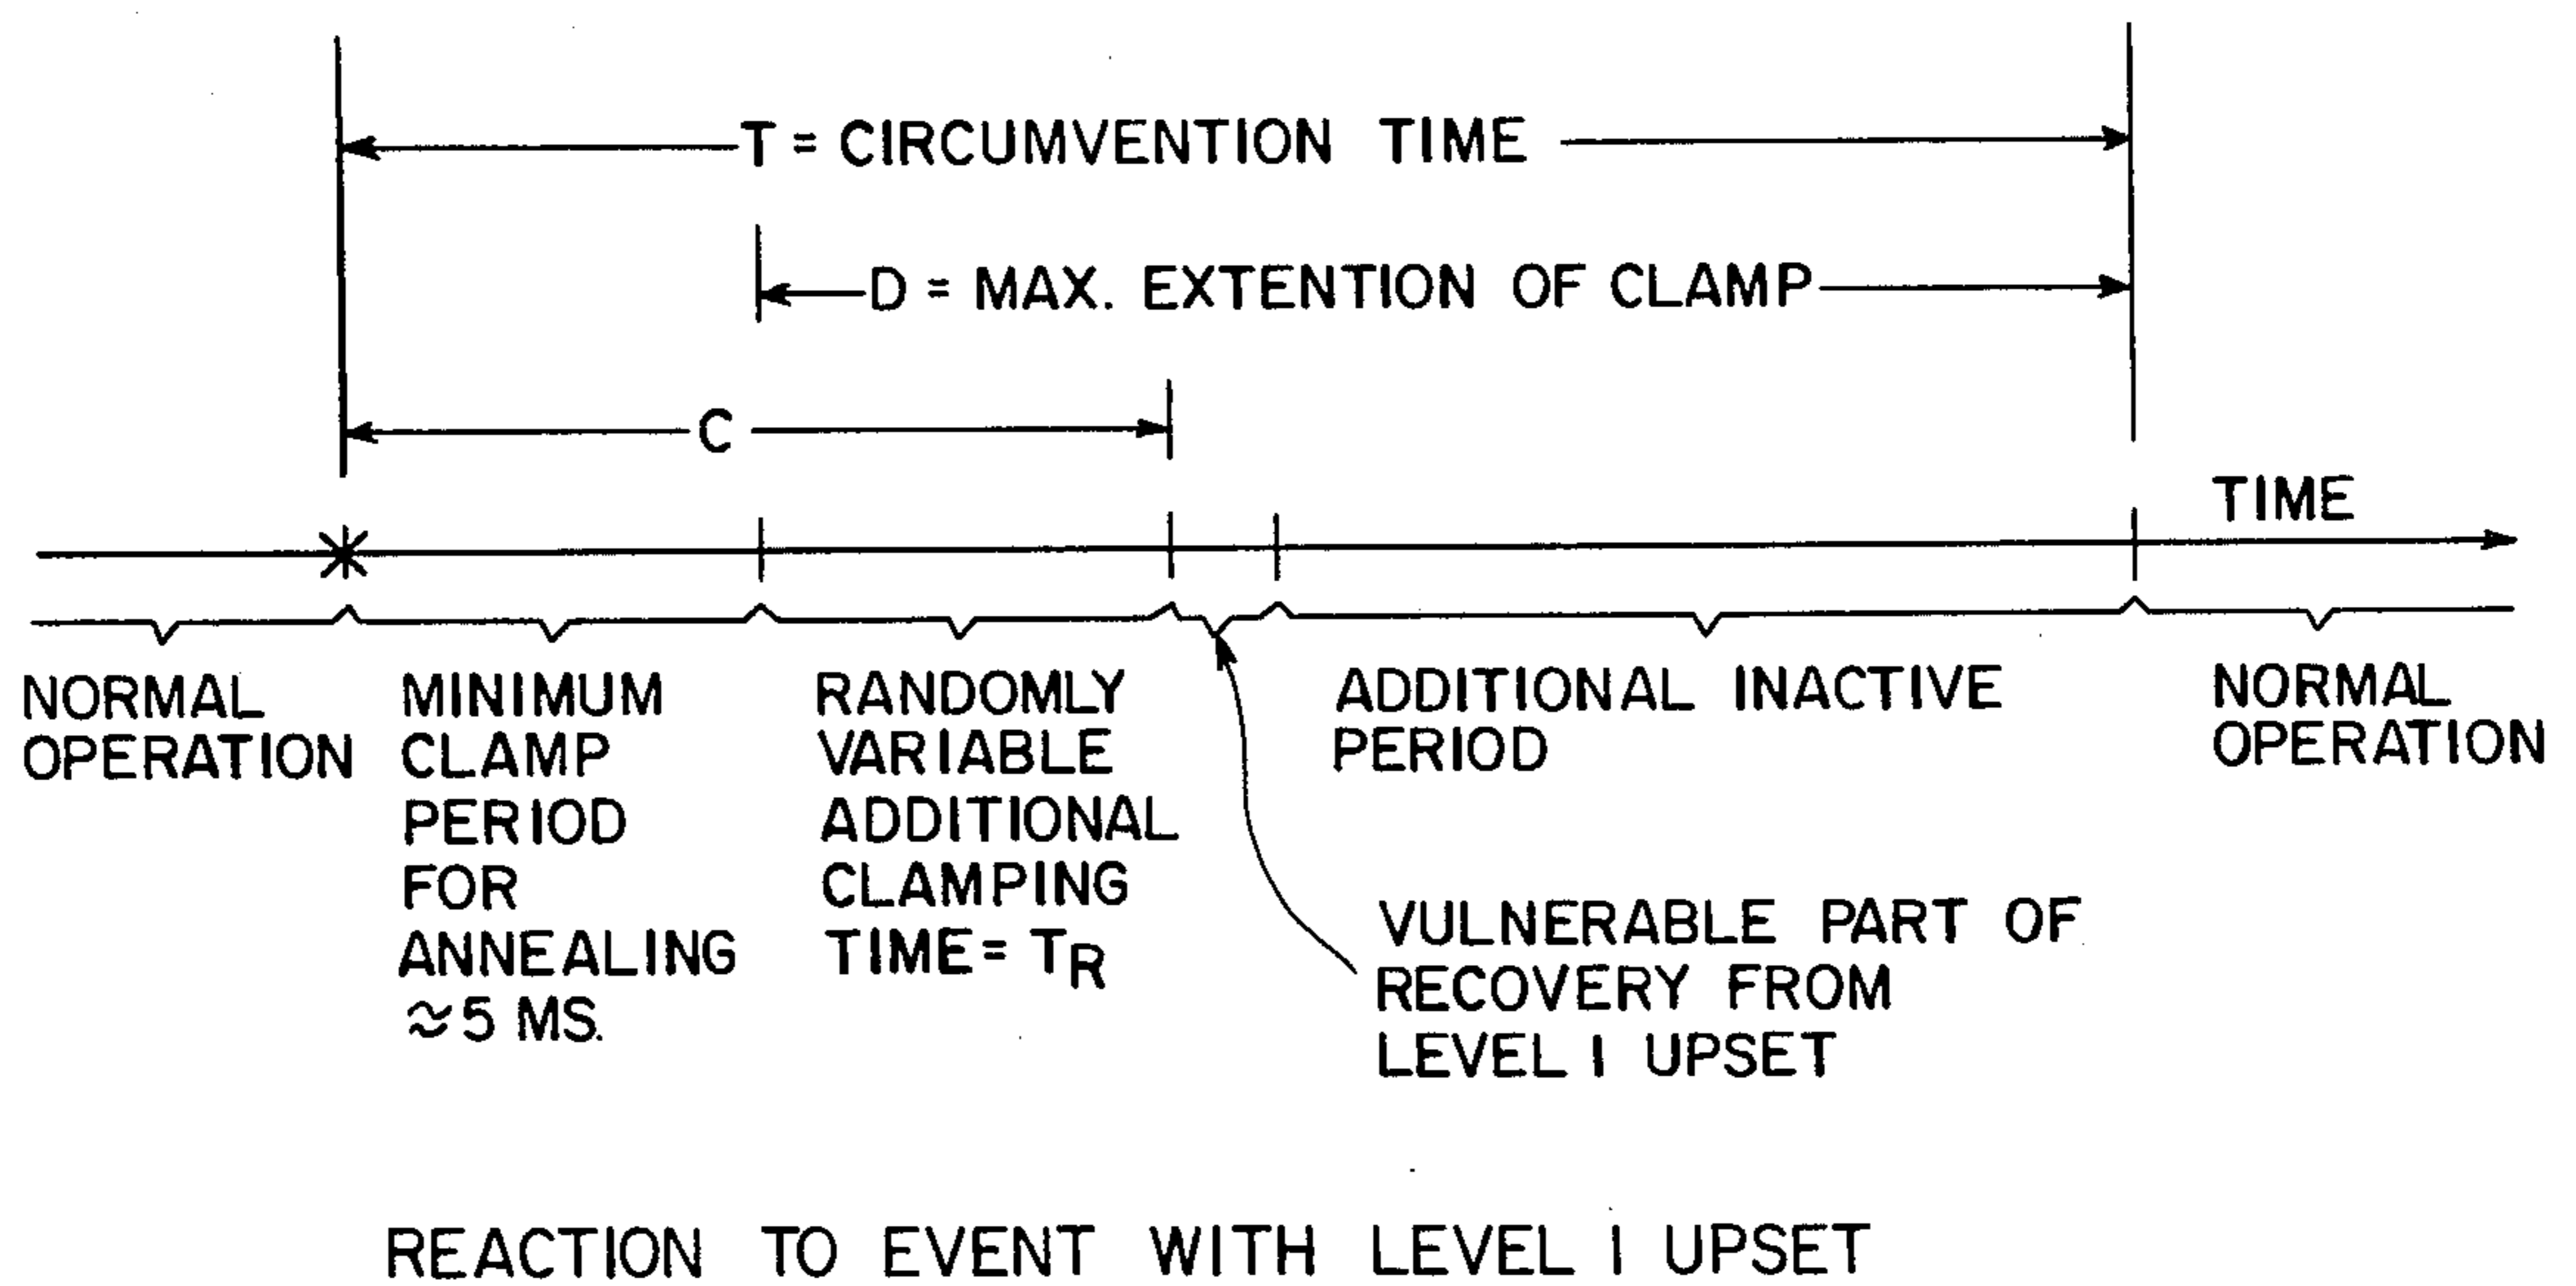 T = CIRCUMVENTION TIME
D = MAX. EXTENTION OF CLAMP
C
TIME
NORMAL
OPERATION
MINIMUM
CLAMP
PERIOD
FOR
ANNEALING
≈5 MS.
RANDOMLY
VARIABLE
ADDITIONAL
CLAMPING
TIME = TR
ADDITIONAL INACTIVE
PERIOD
NORMAL
OPERATION
VULNERABLE PART OF
RECOVERY FROM
LEVEL I UPSET
REACTION TO EVENT WITH LEVEL I UPSET